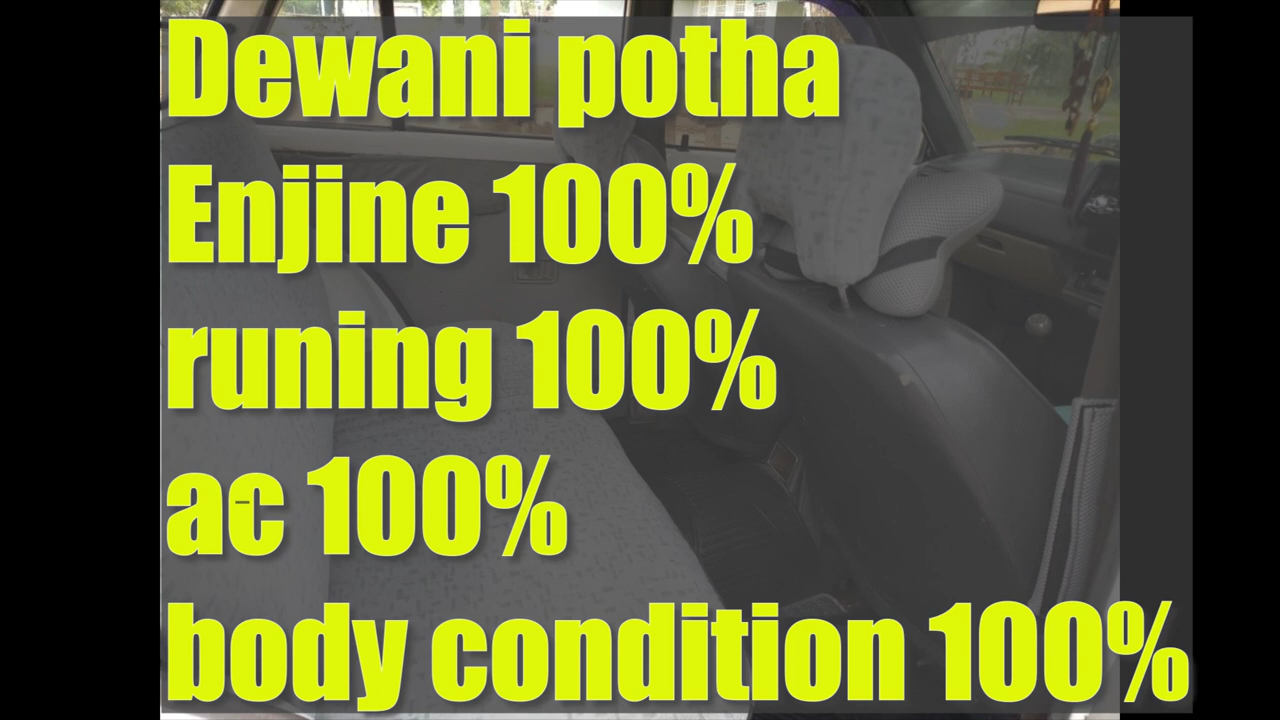 Dewani potha
Enjine 100%
runing 100%
ac 100%
body condition 100%